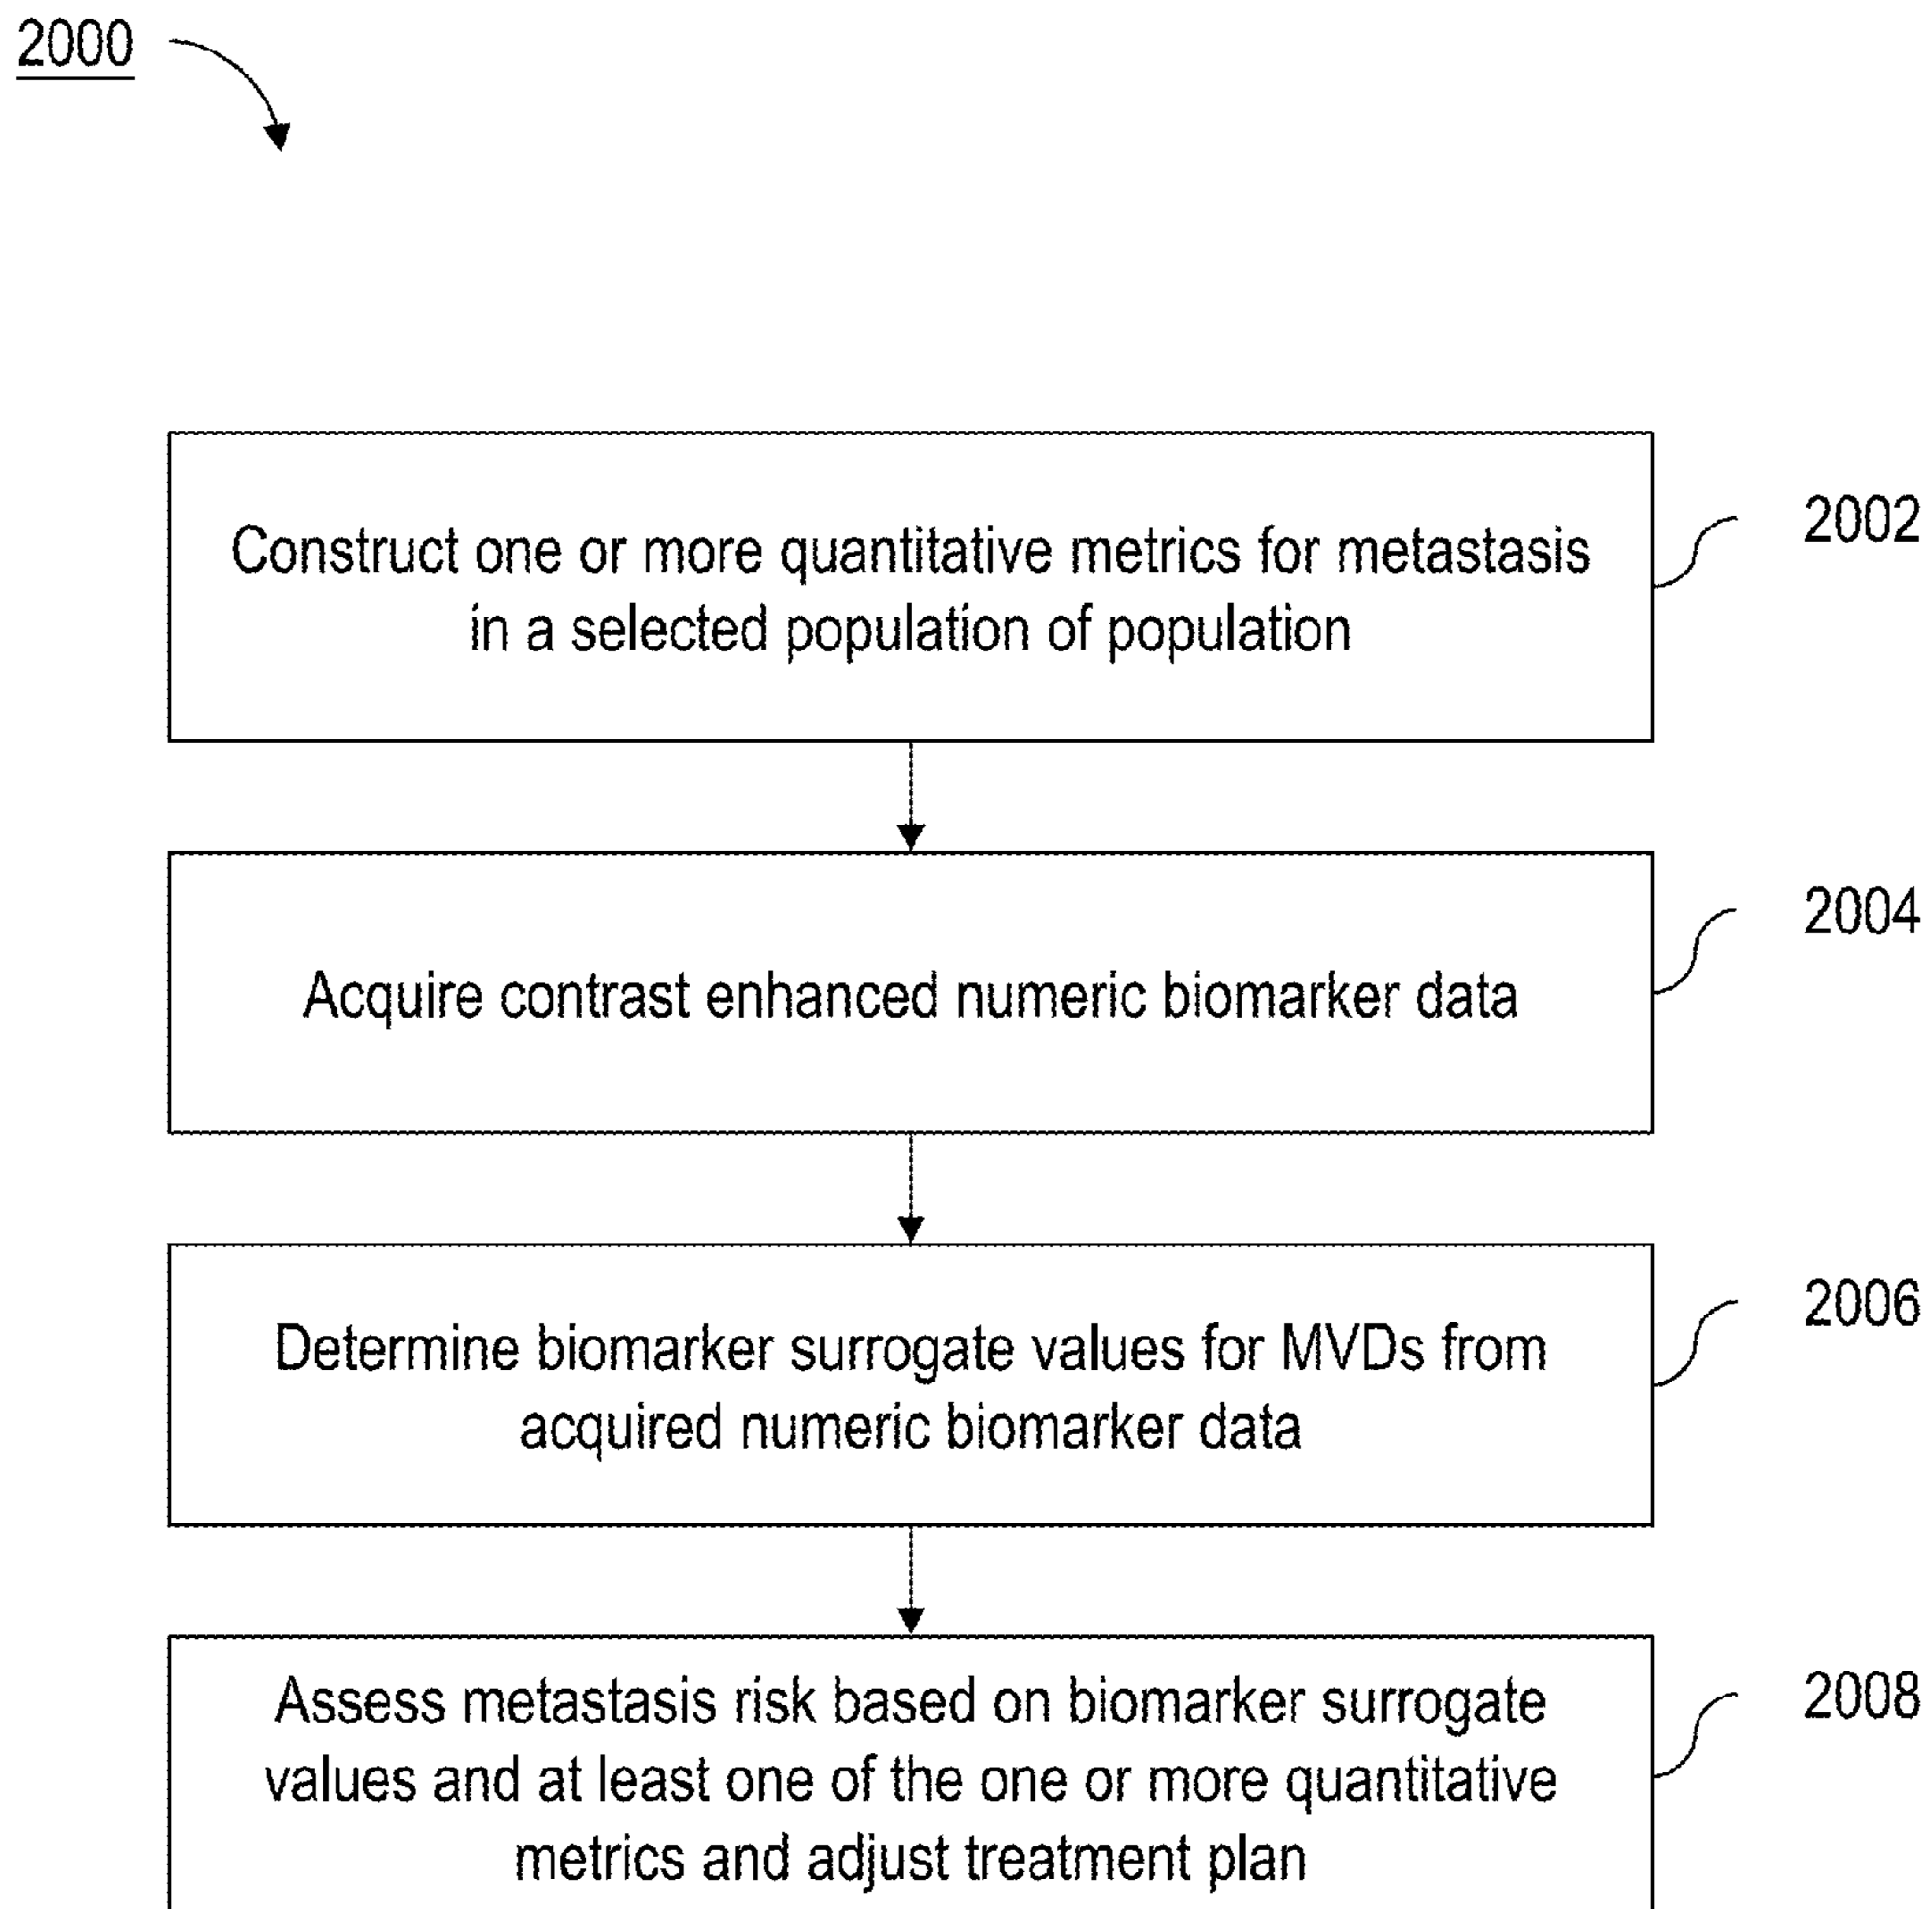 2000
Construct one or more quantitative metrics for metastasis
in a selected population of population
2002
Acquire contrast enhanced numeric biomarker data
2004
Determine biomarker surrogate values for MVDs from
acquired numeric biomarker data
2006
Assess metastasis risk based on biomarker surrogate
values and at least one of the one or more quantitative
metrics and adjust treatment plan
2008